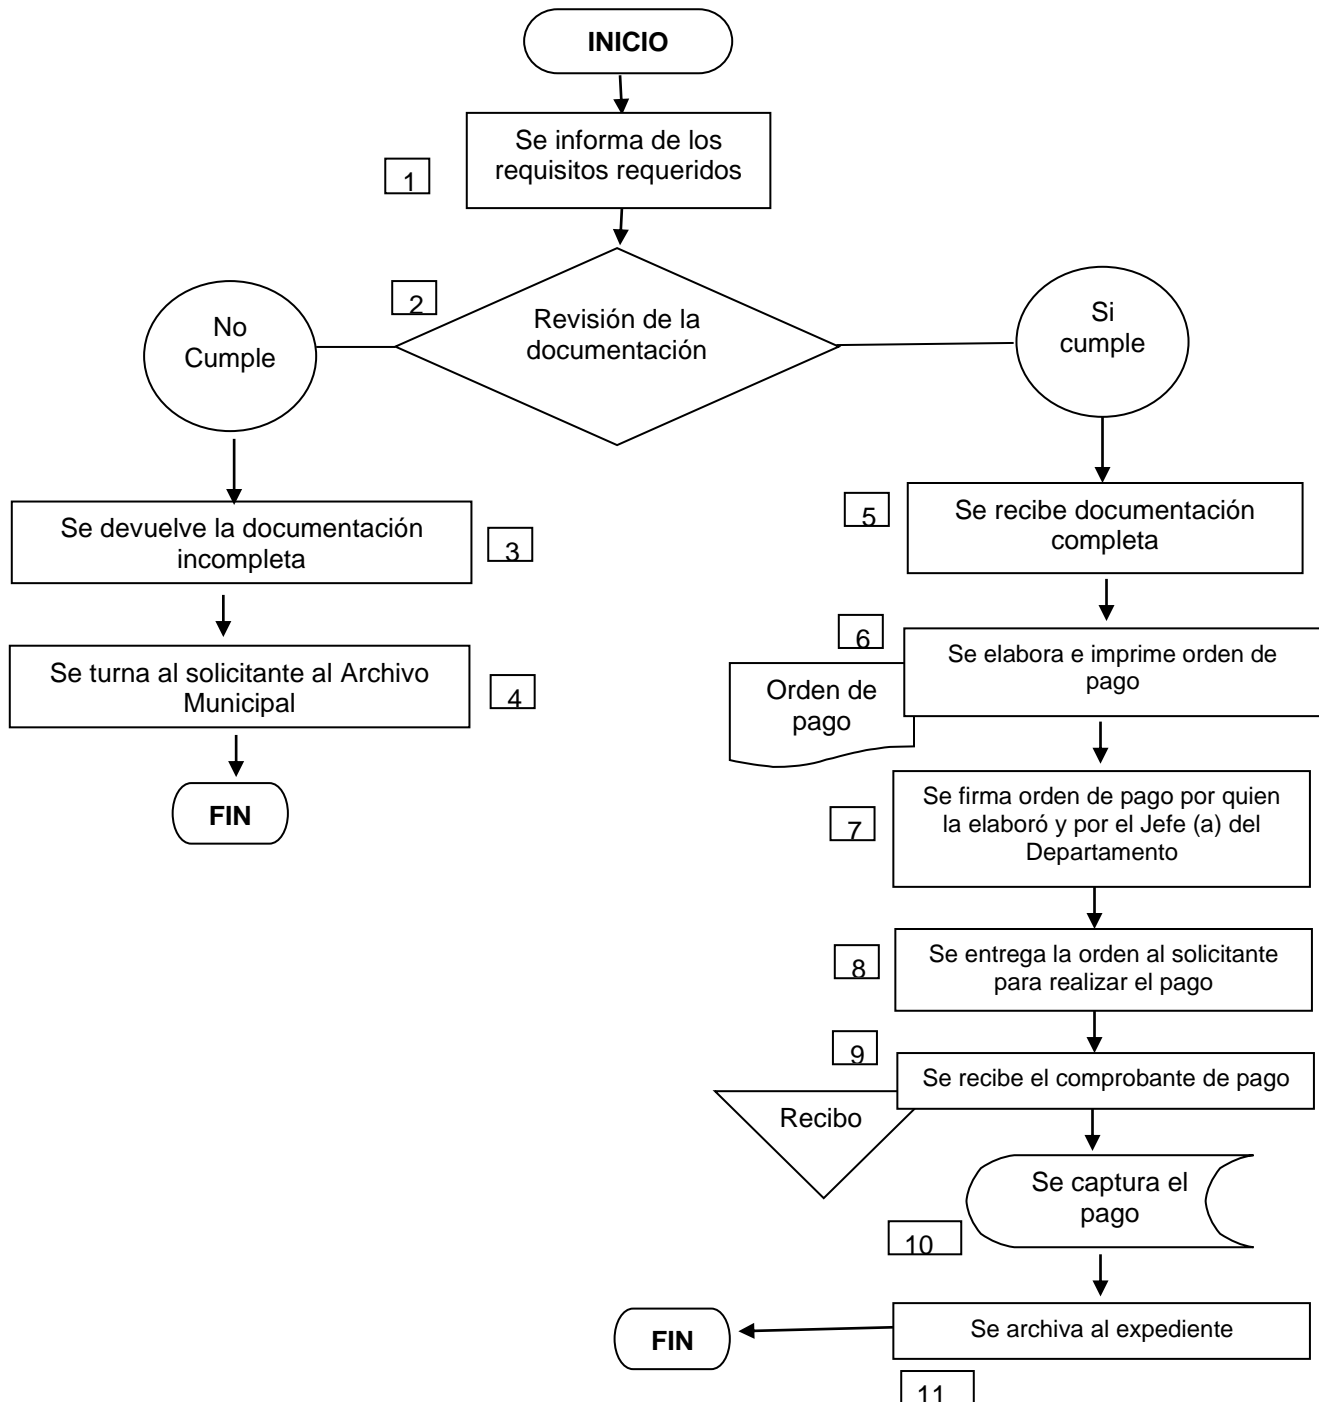 INICIO
Se informa de los
requisitos requeridos
1
2
Revisión de la
documentación
No
Cumple
Si
cumple
Se devuelve la documentación
incompleta
3
Se turna al solicitante al Archivo
Municipal
4
FIN
5
Se recibe documentación
completa
6
Se elabora e imprime orden de
pago
Orden de
pago
7
Se firma orden de pago por quien
la elaboró y por el Jefe (a) del
Departamento
8
Se entrega la orden al solicitante
para realizar el pago
9
Se recibe el comprobante de pago
Recibo
Se captura el
pago
10
Se archiva al expediente
FIN
11